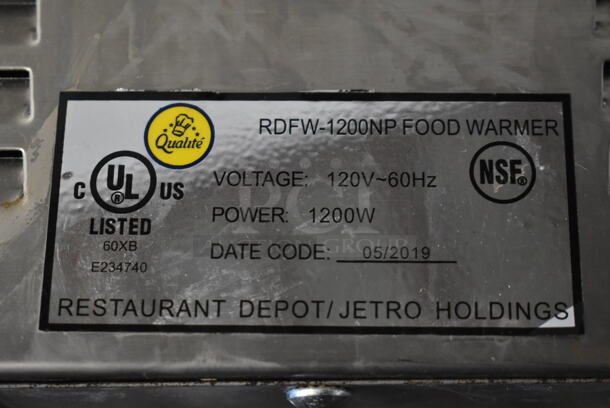 Qualité
RDFW-1200NP FOOD WARMER
C UL US
LISTED
60XB
E234740
VOLTAGE: 120V~60Hz
NSF
POWER: 1200W
DATE CODE: 05/2019
RESTAURANT DEPOT/ JETRO HOLDINGS